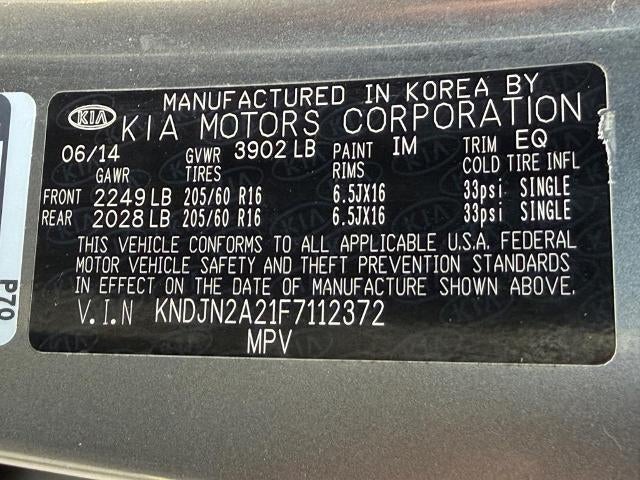 MANUFACTURED IN KOREA BY
KIA KIA MOTORS CORPORATION
06/14 GVWR 3902 LB PAINT IM TRIM EQ
GAWR TIRES RIMS COLD TIRE INFL
FRONT 2249 LB 205/60 R16 6.5JX16 33psi SINGLE
REAR 2028 LB 205/60 R16 6.5JX16 33psi SINGLE
THIS VEHICLE CONFORMS TO ALL APPLICABLE U.S.A. FEDERAL
MOTOR VEHICLE SAFETY AND THEFT PREVENTION STANDARDS
IN EFFECT ON THE DATE OF MANUFACTURE SHOWN ABOVE.
V.I.N KNDJN2A21F7112372
MPV
P70